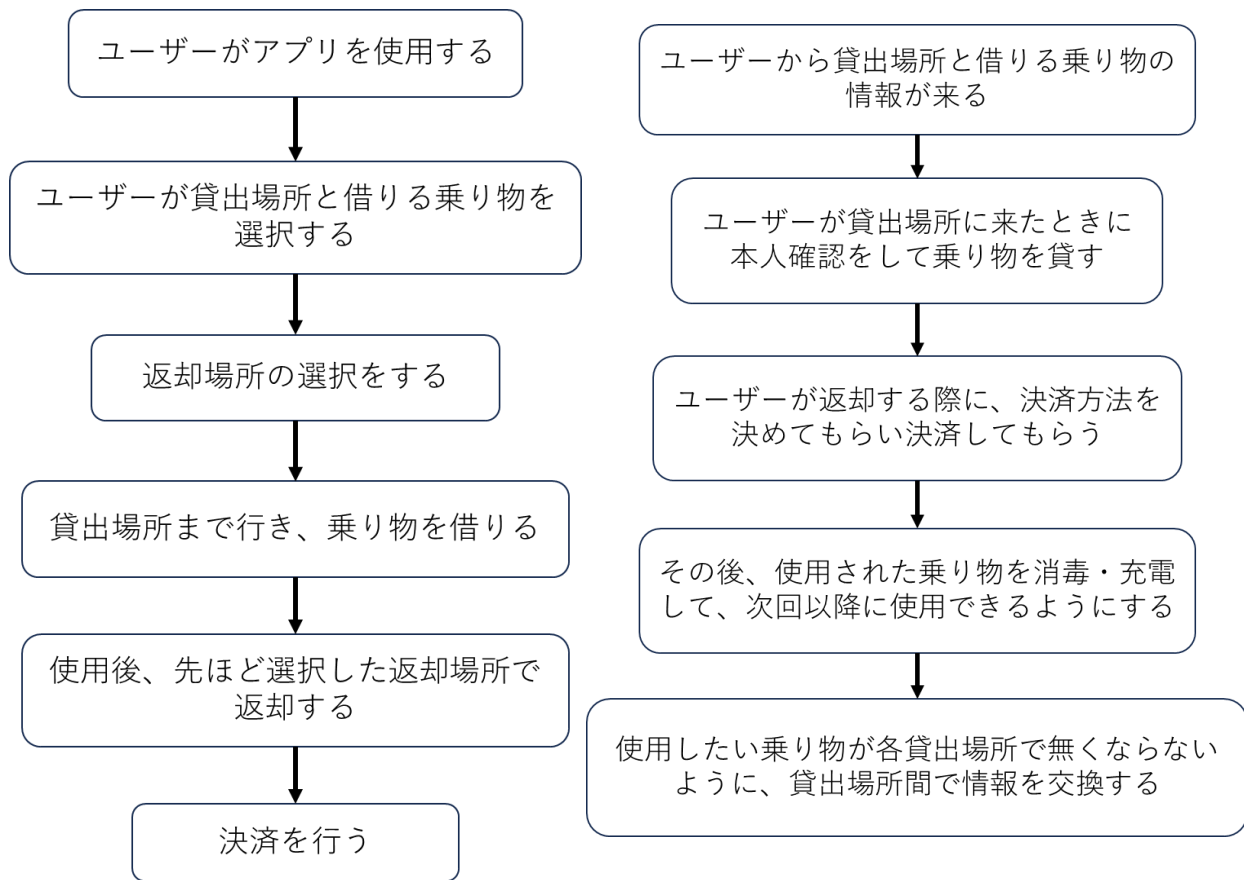 ユーザーがアプリを使用する
ユーザーが貸出場所と借りる乗り物を
選択する
返却場所の選択をする
貸出場所まで行き、乗り物を借りる
使用後、先ほど選択した返却場所で
返却する
決済を行う
ユーザーから貸出場所と借りる乗り物の
情報が来る
ユーザーが貸出場所に来たときに
本人確認をして乗り物を貸す
ユーザーが返却する際に、決済方法を
決めてもらい決済してもらう
その後、使用された乗り物を消毒・充電
して、次回以降に使用できるようにする
使用したい乗り物が各貸出場所で無くならない
ように、貸出場所間で情報を交換する